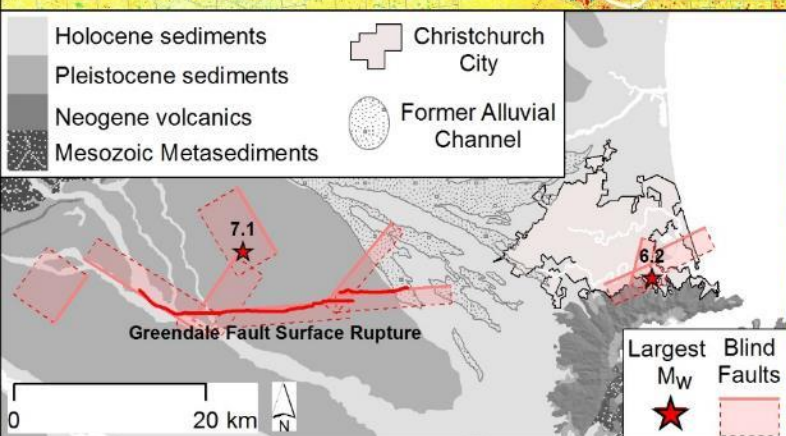 Holocene sediments
Pleistocene sediments
Neogene volcanics
Mesozoic Metasediments
Christchurch
City
Former Alluvial
Channel
7.1
6.2
Greendale Fault Surface Rupture
0
20 km
N
Largest
Mw
Blind
Faults